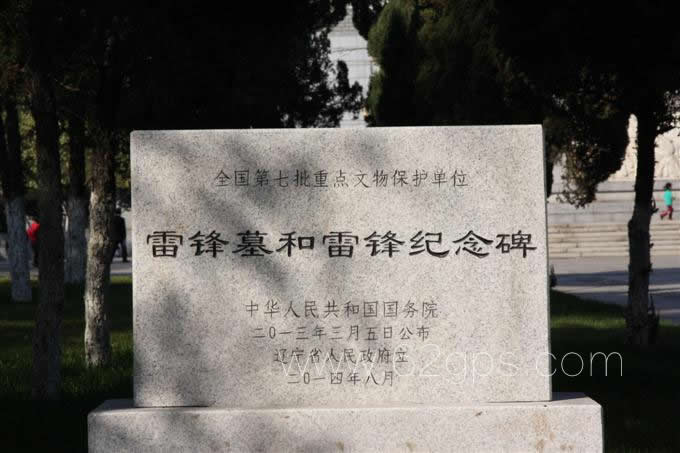 全国第七批重点文物保护单位
雷锋墓和雷锋纪念碑
中华人民共和国国务院
二〇一三年三月五日公布
辽宁省人民政府立
二〇一四年八月